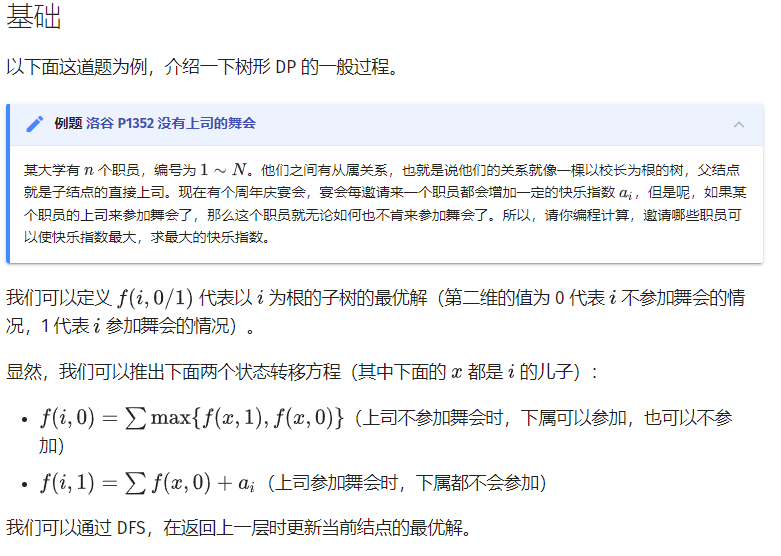 基础
以下面这道题为例，介绍一下树形 DP 的一般过程。
例题 洛谷 P1352 没有上司的舞会
某大学有 n 个职员，编号为 1 ∼ N。他们之间有从属关系，也就是说他们的关系就像一棵以校长为根的树，父结点
就是子结点的直接上司。现在有个周年庆宴会，宴会每邀请来一个职员都会增加一定的快乐指数 a_i，但是呢，如果某
个职员的上司来参加舞会了，那么这个职员就无论如何也不肯来参加舞会了。所以，请你编程计算，邀请哪些职员可
以使快乐指数最大，求最大的快乐指数。
我们可以定义 f(i, 0/1) 代表以 i 为根的子树的最优解（第二维的值为 0 代表 i 不参加舞会的情
况，1 代表 i 参加舞会的情况）。
显然，我们可以推出下面两个状态转移方程（其中下面的 x 都是 i 的儿子）：
• f(i, 0) = ∑ max{f(x, 1), f(x, 0)}（上司不参加舞会时，下属可以参加，也可以不参
加）
• f(i, 1) = ∑ f(x, 0) + a_i（上司参加舞会时，下属都不会参加）
我们可以通过 DFS，在返回上一层时更新当前结点的最优解。